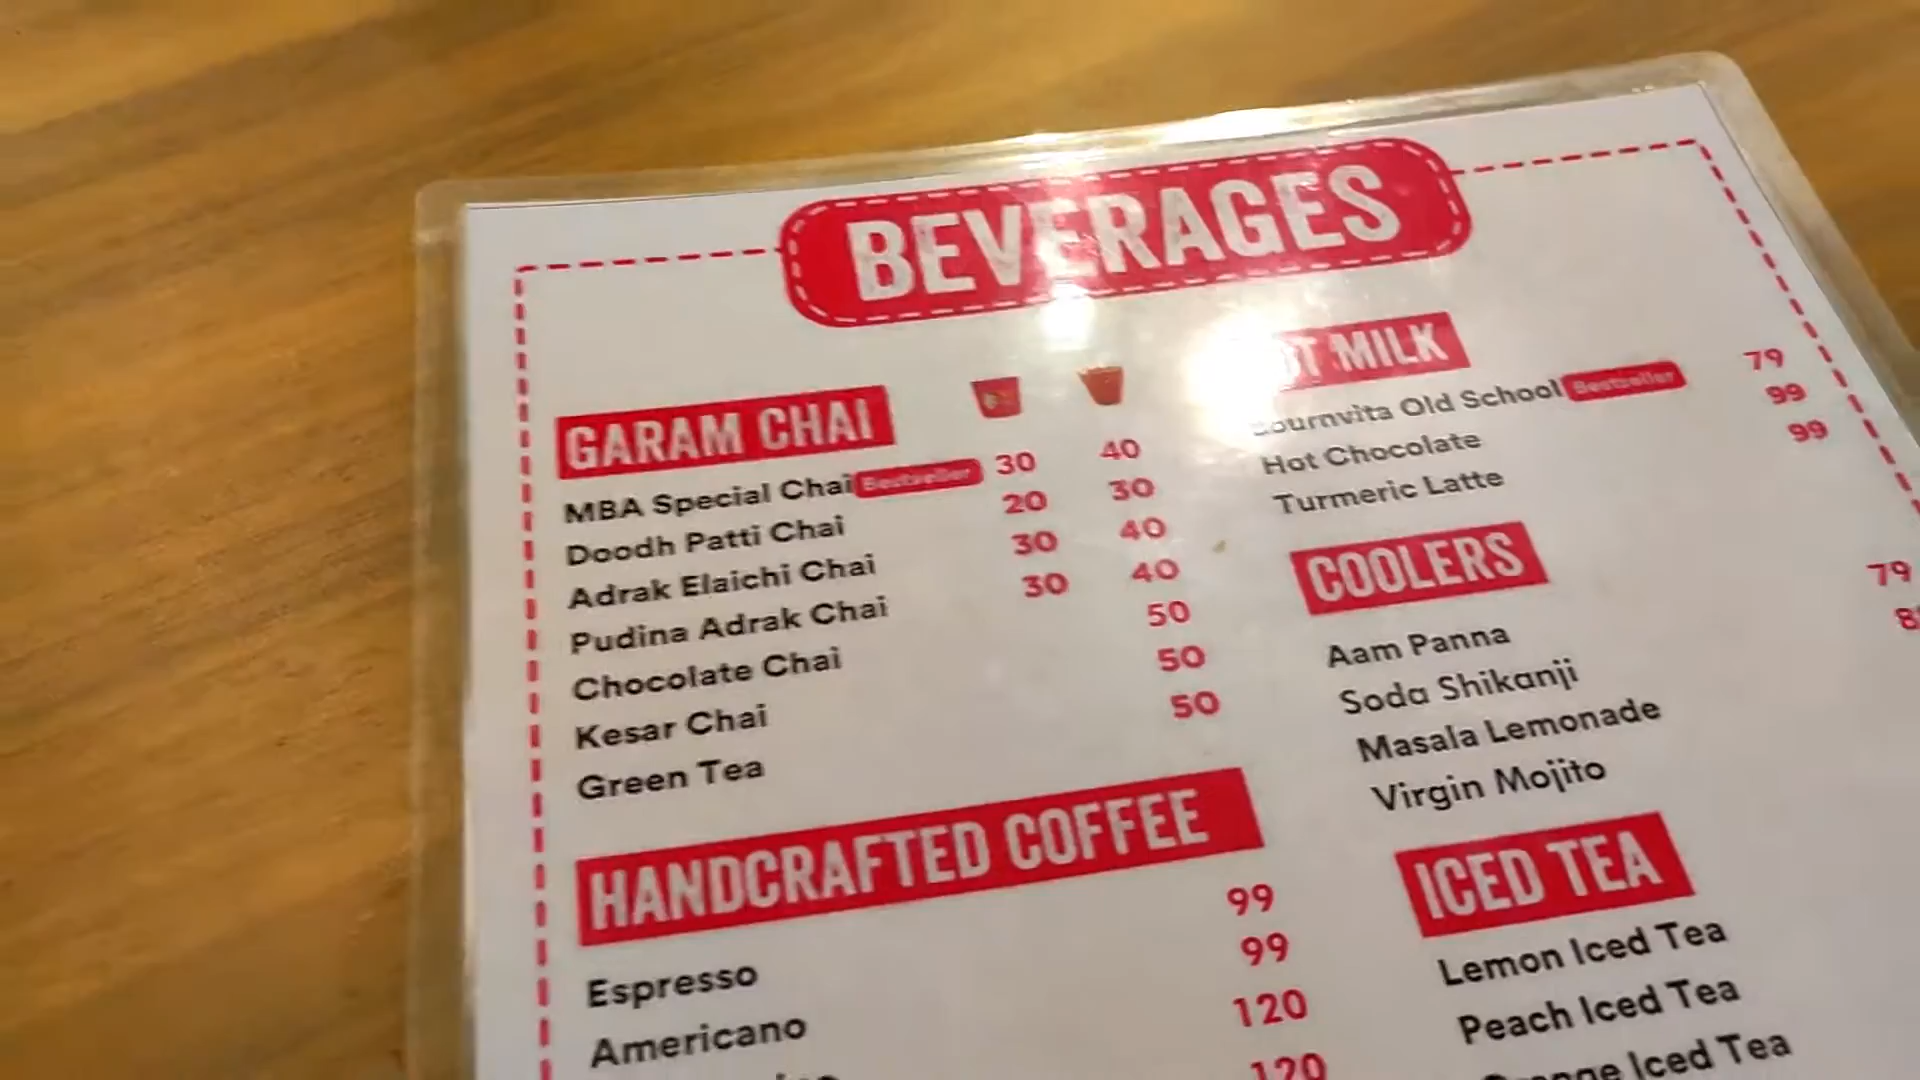 BEVERAGES
GARAM CHAI
MBA Special Chai Bestseller 30 40
Doodh Patti Chai 20 30
Adrak Elaichi Chai 30 40
Pudina Adrak Chai 30 40
Chocolate Chai 50
Kesar Chai 50
Green Tea 50
HANDCRAFTED COFFEE
Espresso 99
Americano 99
120
120
MILK
Old School Bestseller 79
Hot Chocolate 99
Turmeric Latte 99
COOLERS
Aam Panna 79
Soda Shikanji
Masala Lemonade
Virgin Mojito
ICED TEA
Lemon Iced Tea
Peach Iced Tea
Iced Tea